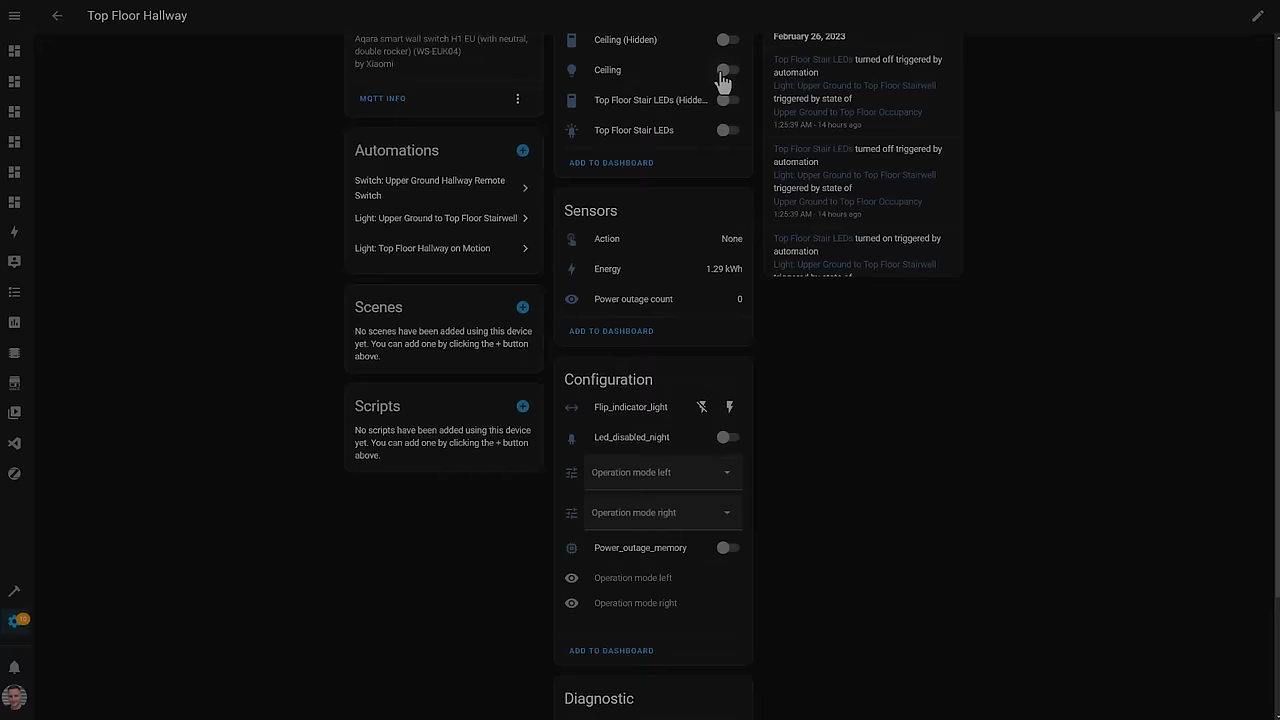 Top Floor Hallway
Aqara smart wall switch H1 EU (with neutral,
double rocker) (WS-EUK04)
by Xiaomi
MQTT INFO
Automations
Switch: Upper Ground Hallway Remote
Switch
Light: Upper Ground to Top Floor Stairwell
Light: Top Floor Hallway on Motion
Scenes
No scenes have been added using this device
yet. You can add one by clicking the + button
above.
Scripts
No scripts have been added using this device
yet. You can add one by clicking the + button
above.
Ceiling (Hidden)
Ceiling
Top Floor Stair LEDs (Hidde...
Top Floor Stair LEDs
ADD TO DASHBOARD
Sensors
Action None
Energy 1.29 kWh
Power outage count 0
ADD TO DASHBOARD
Configuration
Flip_indicator_light
Led_disabled_night
Operation mode left
Operation mode right
Power_outage_memory
Operation mode left
Operation mode right
ADD TO DASHBOARD
Diagnostic
February 26, 2023
Top Floor Stair LEDs turned off triggered by
automation
Light: Upper Ground to Top Floor Stairwell
triggered by state of
Upper Ground to Top Floor Occupancy
1:25:39 AM - 14 hours ago
Top Floor Stair LEDs turned off triggered by
automation
Light: Upper Ground to Top Floor Stairwell
triggered by state of
Upper Ground to Top Floor Occupancy
1:25:39 AM - 14 hours ago
Top Floor Stair LEDs turned on triggered by
automation
Light: Upper Ground to Top Floor Stairwell
triggered by state of
10